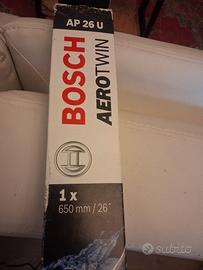 AP 26 U
BOSCH
AEROTWIN
1 x
650 mm / 26"
subito